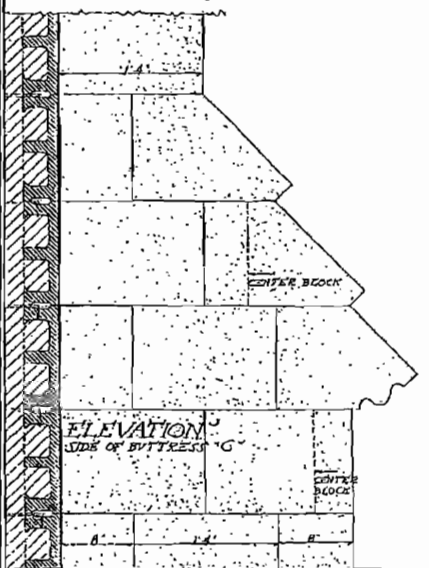 1'4"
CENTER BLOCK
ELEVATION
SIDE OF BUTTRESS "C"
CENTER
BLOCK
8" 1'4" 8"